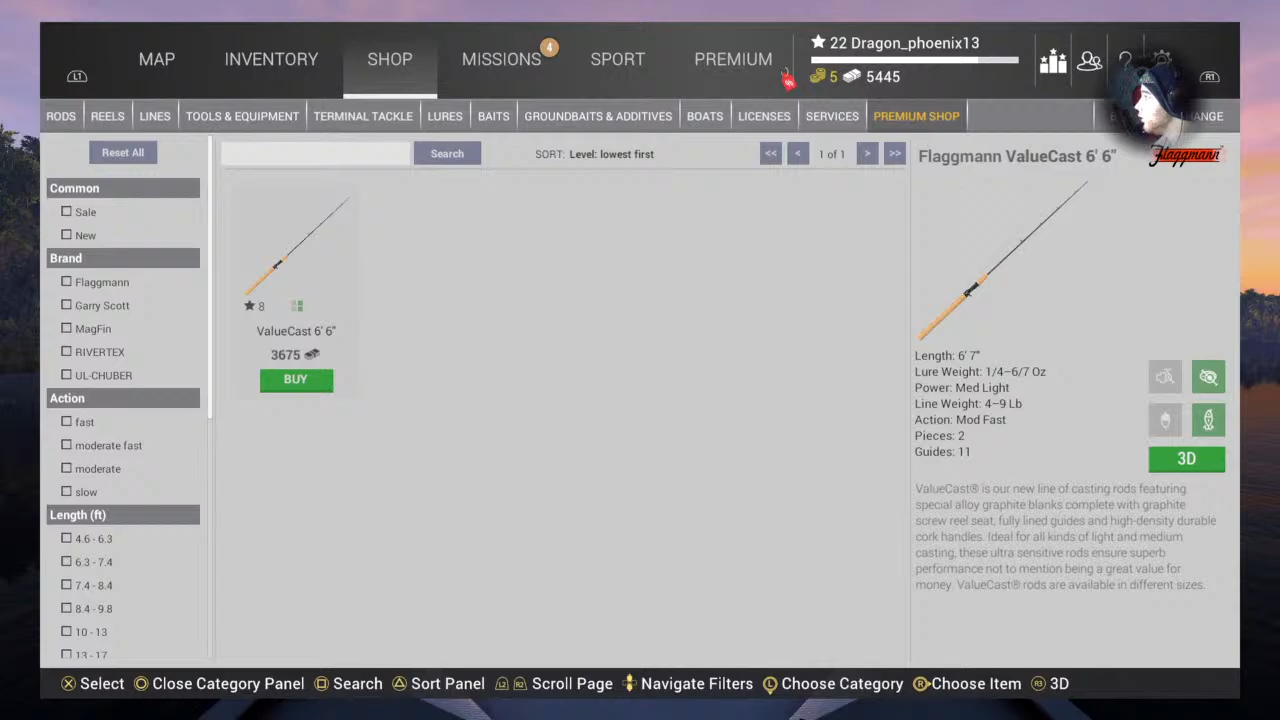 L1
MAP
INVENTORY
SHOP
MISSIONS
4
SPORT
PREMIUM
22 Dragon_phoenix13
5
5445
R1
RODS
REELS
LINES
TOOLS & EQUIPMENT
TERMINAL TACKLE
LURES
BAITS
GROUNDBAITS & ADDITIVES
BOATS
LICENSES
SERVICES
PREMIUM SHOP
Reset All
Search
SORT: Level: lowest first
<<
<
1 of 1
>
>>
Common
Sale
New
Brand
Flaggmann
Garry Scott
MagFin
RIVERTEX
UL-CHUBER
Action
fast
moderate fast
moderate
slow
Length (ft)
4.6 - 6.3
6.3 - 7.4
7.4 - 8.4
8.4 - 9.8
10 - 13
13 - 17
8
ValueCast 6' 6"
3675
BUY
Flaggmann ValueCast 6' 6"
Flaggmann
Length: 6' 7"
Lure Weight: 1/4–6/7 Oz
Power: Med Light
Line Weight: 4–9 Lb
Action: Mod Fast
Pieces: 2
Guides: 11
3D
ValueCast® is our new line of casting rods featuring
special alloy graphite blanks complete with graphite
screw reel seat, fully lined guides and high-density durable
cork handles. Ideal for all kinds of light and medium
casting, these ultra sensitive rods ensure superb
performance not to mention being a great value for
money. ValueCast® rods are available in different sizes.
Select
Close Category Panel
Search
Sort Panel
L2 R2 Scroll Page
Navigate Filters
L Choose Category
R Choose Item
R3 3D